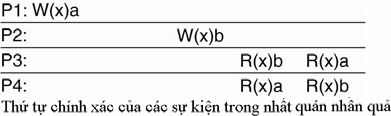 P1: W(x)a
P2: W(x)b
P3: R(x)b R(x)a
P4: R(x)a R(x)b
Thứ tự chính xác của các sự kiện trong nhất quán nhân quả